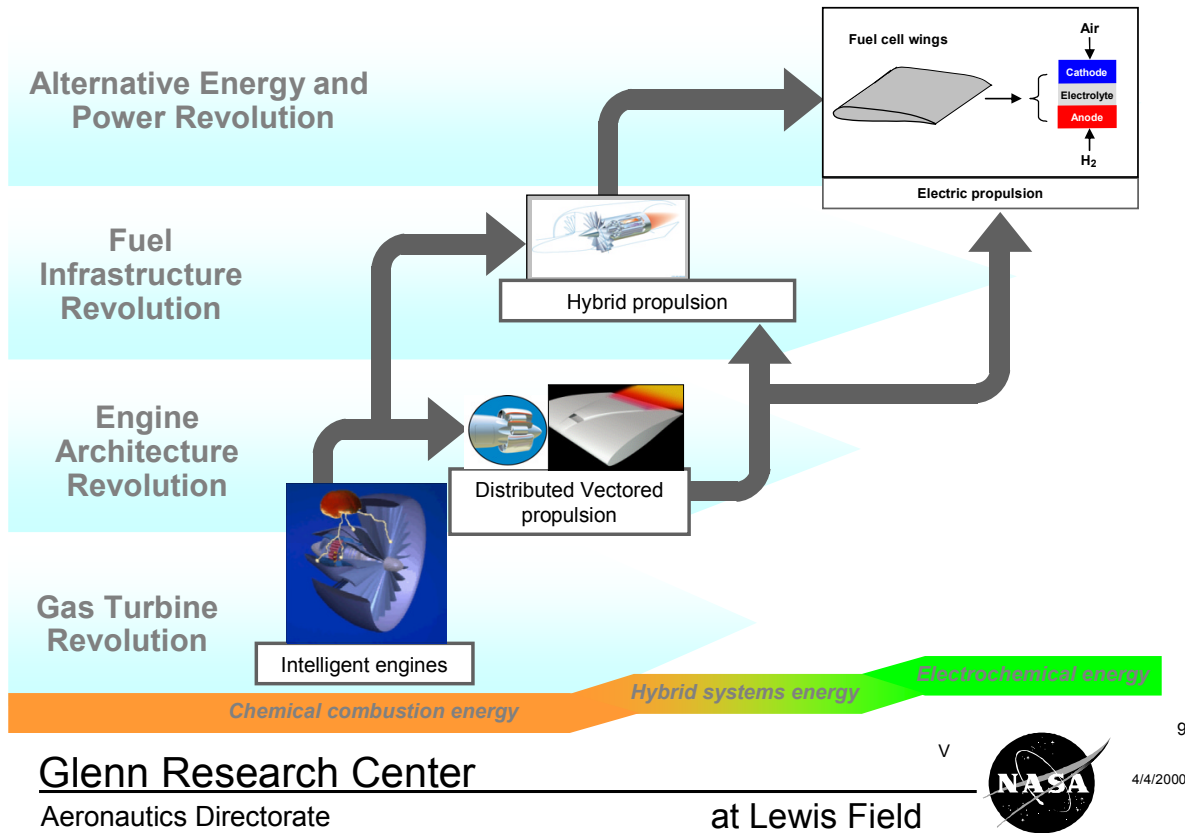 Alternative Energy and
Power Revolution
Fuel cell wings
Air
Cathode
Electrolyte
Anode
H₂
Electric propulsion
Fuel
Infrastructure
Revolution
Hybrid propulsion
Engine
Architecture
Revolution
Distributed Vectored
propulsion
Gas Turbine
Revolution
Intelligent engines
Chemical combustion energy
Hybrid systems energy
Electrochemical energy
9
V
Glenn Research Center
NASA
4/4/2000
Aeronautics Directorate
at Lewis Field